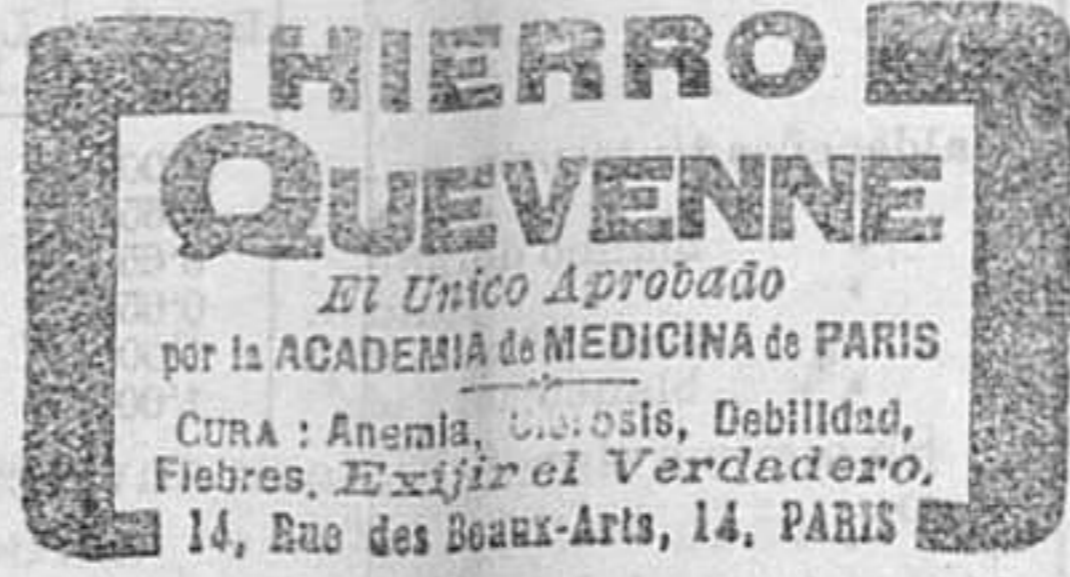 HIERRO
QUEVENNE
El Unico Aprobado
por la ACADEMIA de MEDICINA de PARIS
CURA : Anemia, Debilidad,
Fiebres. Exijir el Verdadero.
14, Rue des Beaux-Arts, 14, PARIS